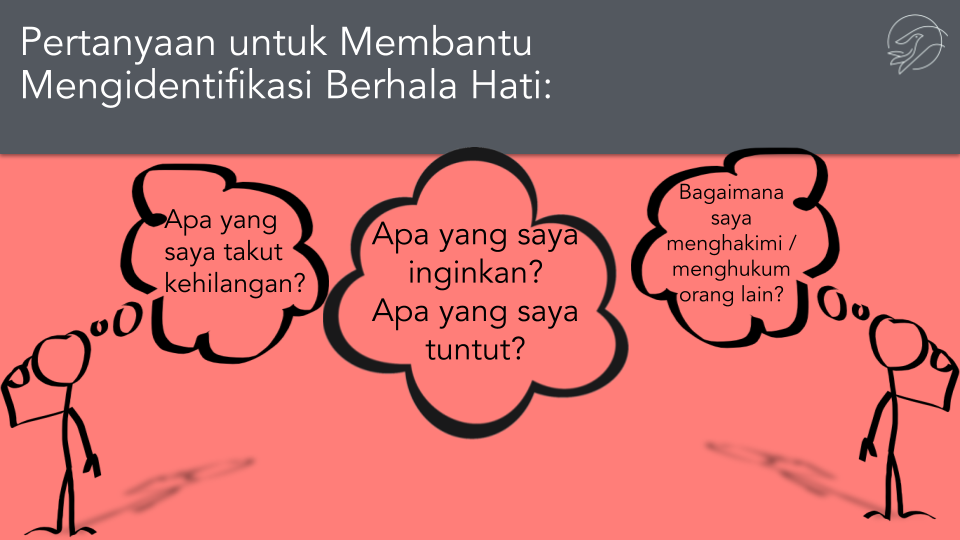 Pertanyaan untuk Membantu
Mengidentifikasi Berhala Hati:
Apa yang
saya takut
kehilangan?
Apa yang saya
inginkan?
Apa yang saya
tuntut?
Bagaimana
saya
menghakimi /
menghukum
orang lain?